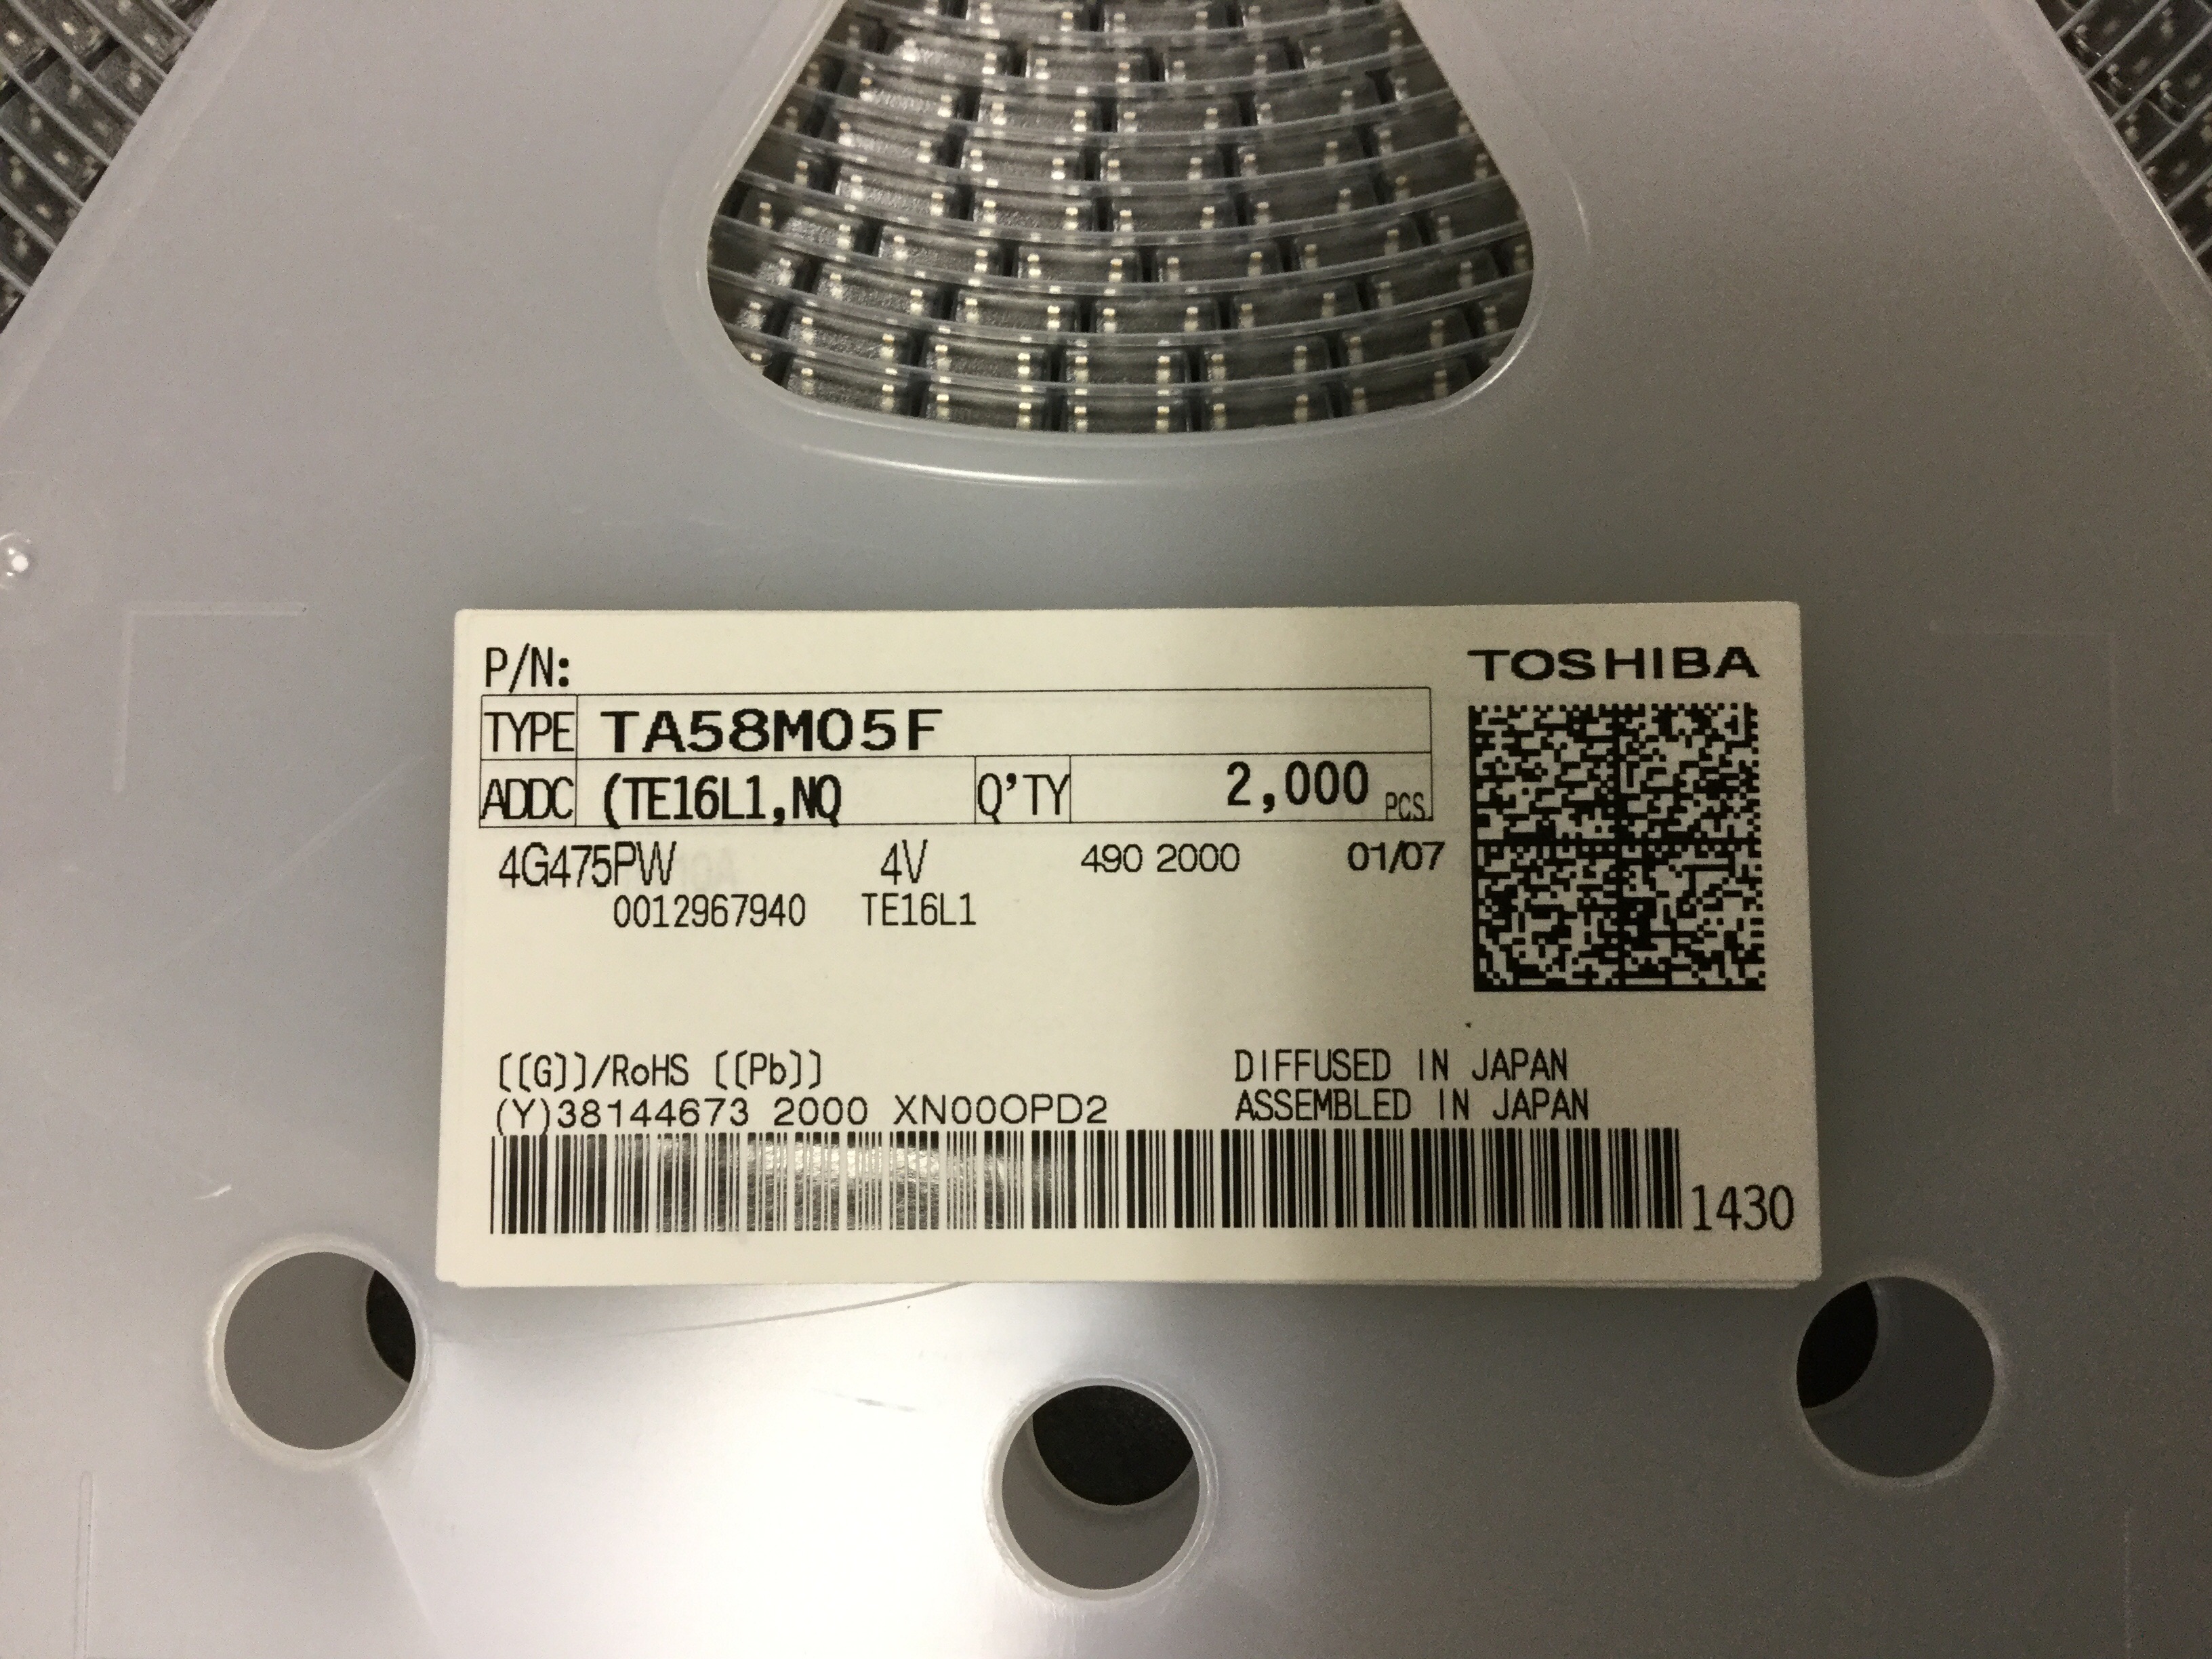 P/N:
TOSHIBA
TYPE TA58M05F
ADDC (TE16L1,NQ Q'TY 2,000 PCS.
4G475PW 4V 490 2000 01/07
0012967940 TE16L1
[[G]]/RoHS [[Pb]]
DIFFUSED IN JAPAN
(Y)38144673 2000 XN00OPD2
ASSEMBLED IN JAPAN
1430